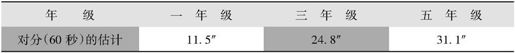 年 级 一 年 级 三 年 级 五 年 级
对分(60 秒)的估计 11.5″ 24.8″ 31.1″